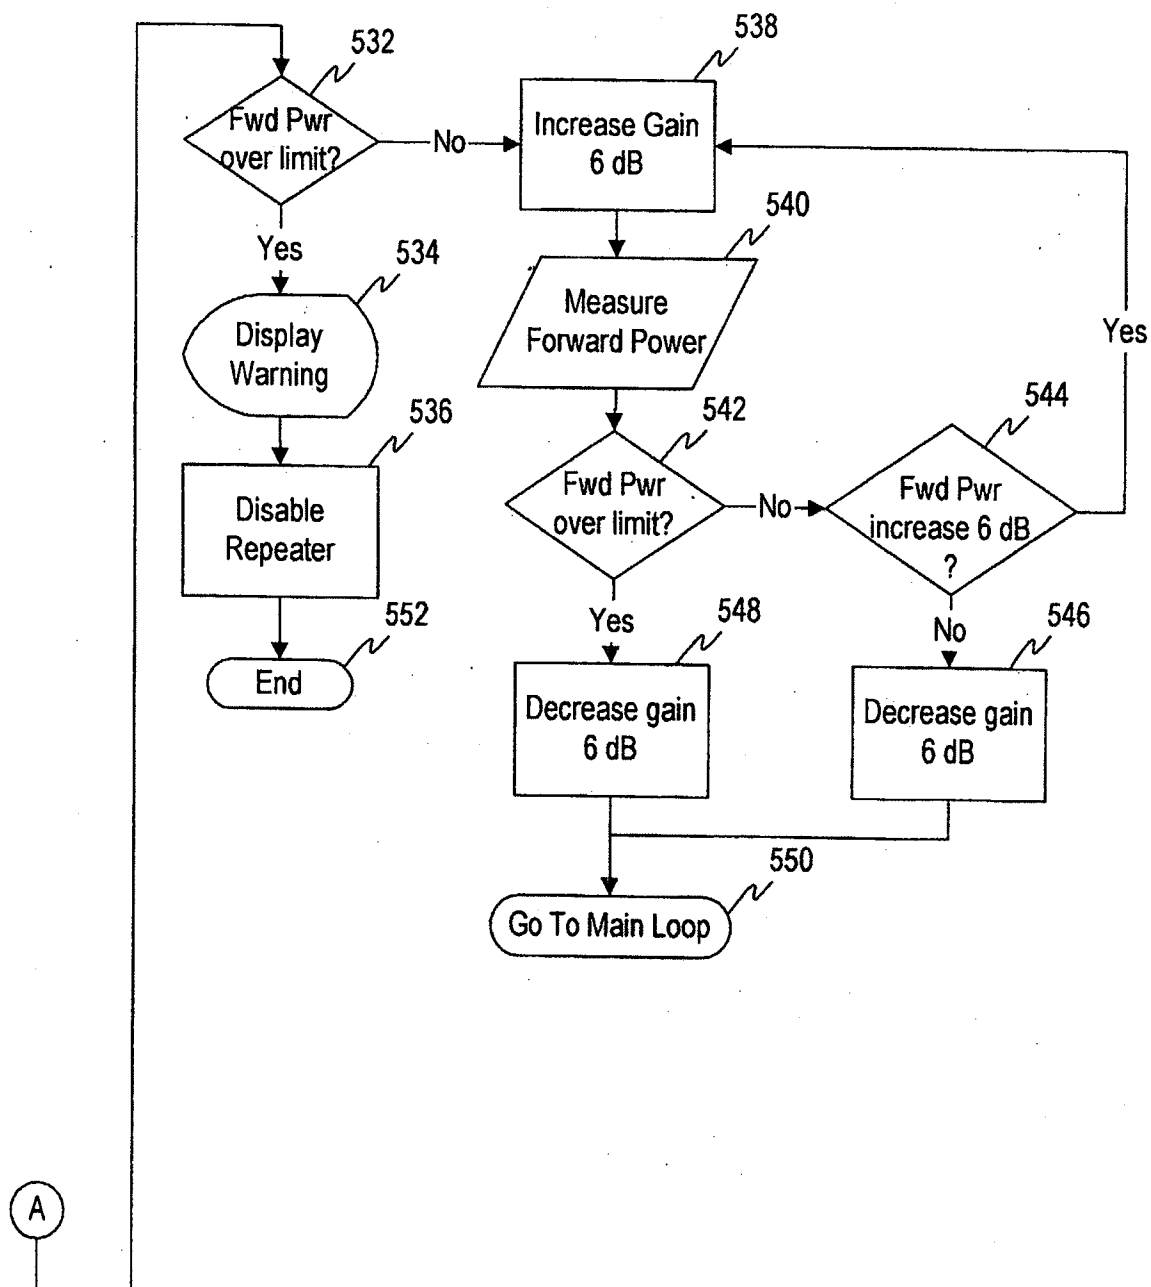 532
Fwd Pwr
over limit?
No
Yes
534
Display
Warning
536
Disable
Repeater
552
End
538
Increase Gain
6 dB
540
Measure
Forward Power
542
Fwd Pwr
over limit?
No
Yes
544
Fwd Pwr
increase 6 dB
?
Yes
No
548
Decrease gain
6 dB
546
Decrease gain
6 dB
550
Go To Main Loop
A